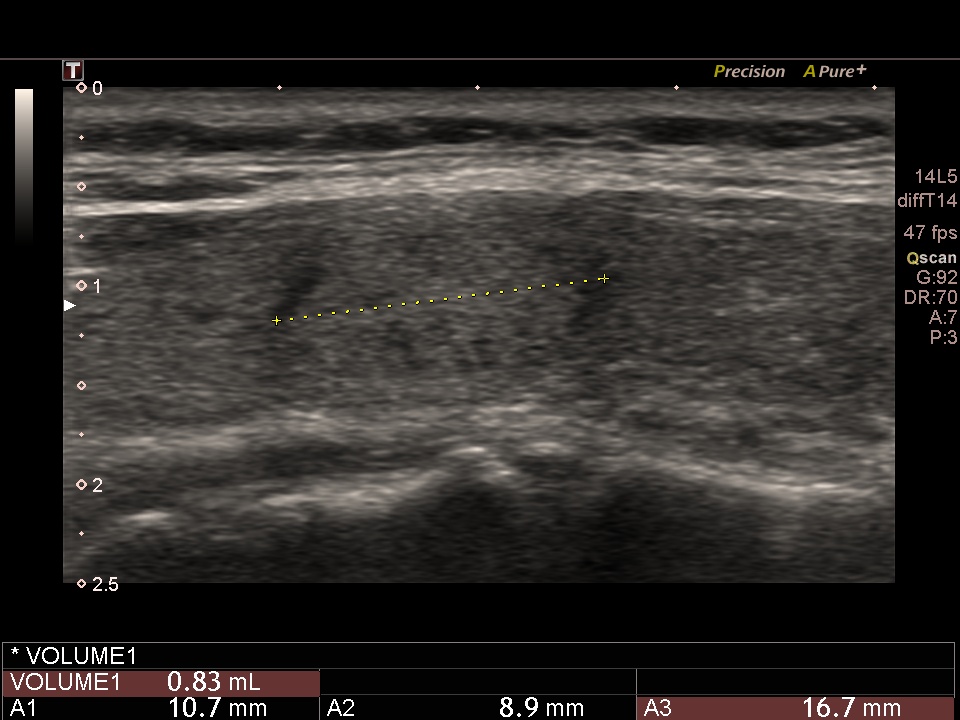 T
Precision APure+
0
1
2
2.5
14L5
diffT14
47 fps
Qscan
G:92
DR:70
A:7
P:3
* VOLUME1
VOLUME1 0.83 mL
A1 10.7 mm A2 8.9 mm A3 16.7 mm